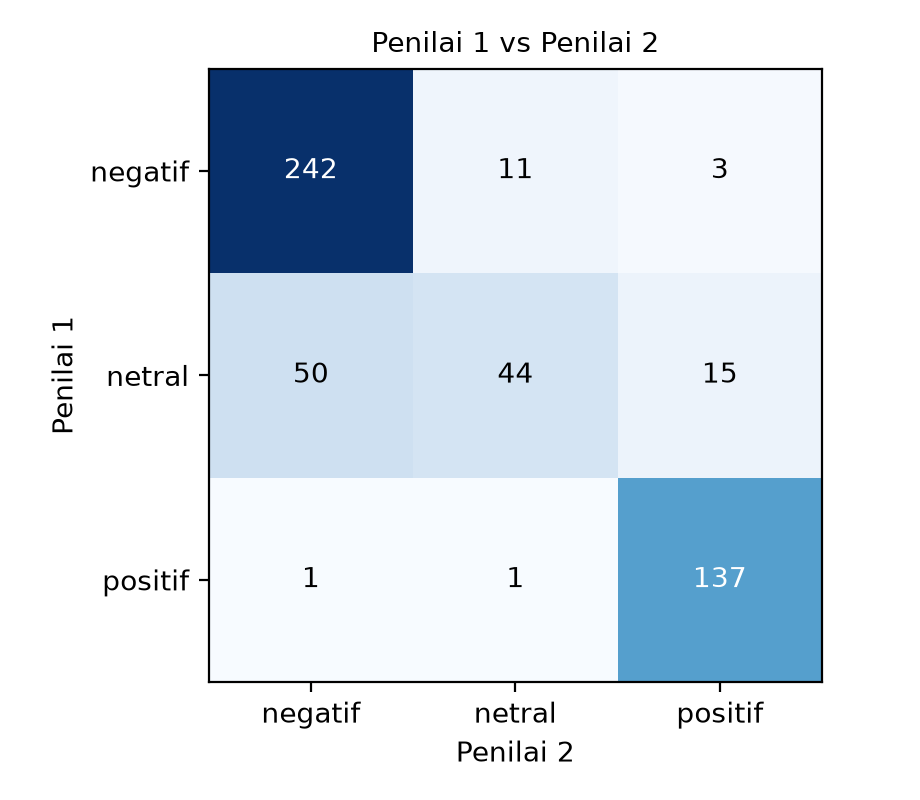 Penilai 1 vs Penilai 2
negatif 242 11 3
netral 50 44 15
positif 1 1 137
negatif netral positif
Penilai 2
Penilai 1